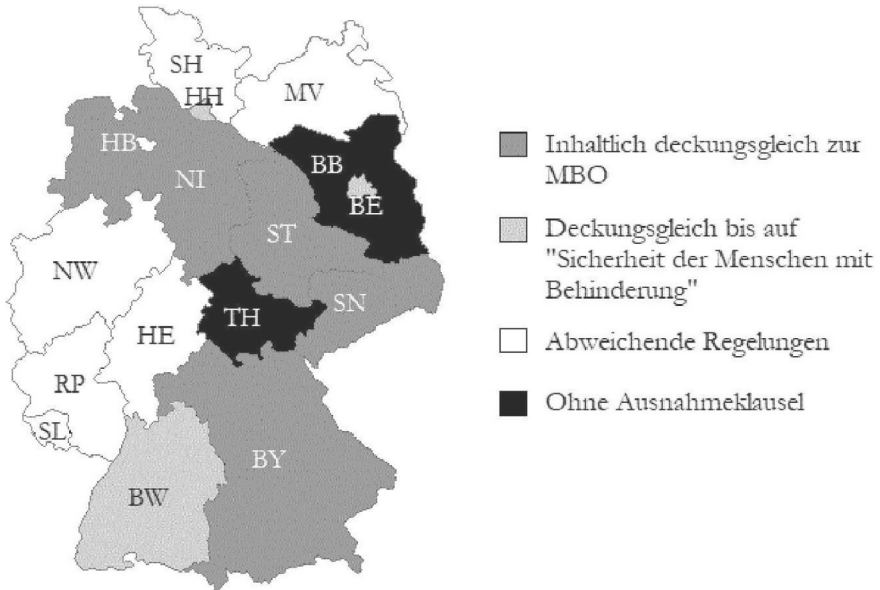 SH
HH
MV
HB
BB
NI
BE
ST
NW
SN
TH
HE
RP
SL
BY
BW
Inhaltlich deckungsgleich zur
MBO
Deckungsgleich bis auf
"Sicherheit der Menschen mit
Behinderung"
Abweichende Regelungen
Ohne Ausnahmeklausel